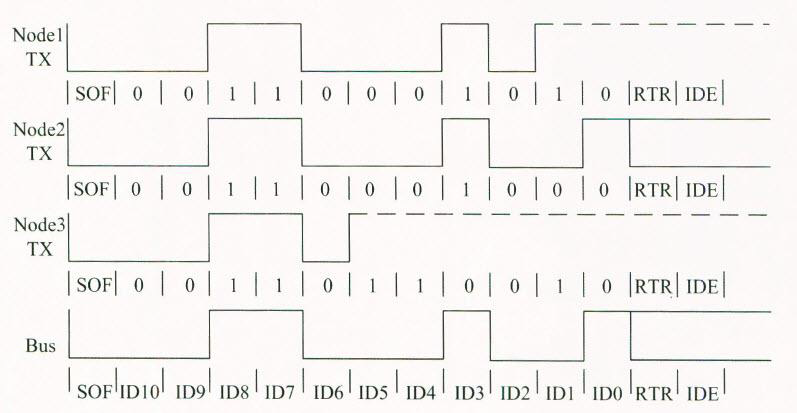 Node1
TX
SOF 0 0 1 1 0 0 0 1 0 1 0 RTR IDE
Node2
TX
SOF 0 0 1 1 0 0 0 1 0 0 0 RTR IDE
Node3
TX
SOF 0 0 1 1 0 1 1 0 0 1 0 RTR IDE
Bus
SOF ID10 ID9 ID8 ID7 ID6 ID5 ID4 ID3 ID2 ID1 ID0 RTR IDE